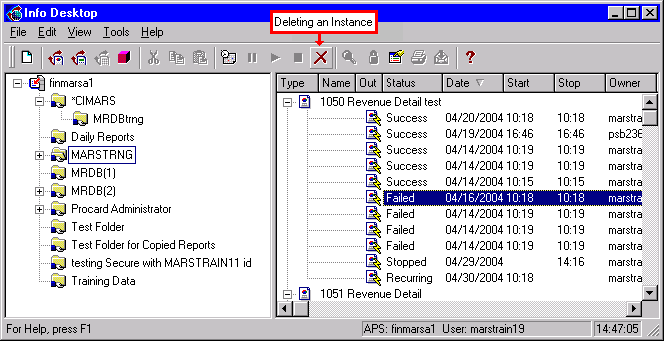 Info Desktop
Deleting an Instance
File Edit View Tools Help
finmarsa1
*CIMARS
MRDBtrng
Daily Reports
MARSTRNG
MRDB(1)
MRDB(2)
Procard Administrator
Test Folder
Test Folder for Copied Reports
testing Secure with MARSTRAIN11 id
Training Data
Type Name Out Status Date Start Stop Owner
1050 Revenue Detail test
Success 04/20/2004 10:18 10:18 marstra
Success 04/19/2004 16:46 16:46 psb236
Success 04/14/2004 10:19 10:19 marstra
Success 04/14/2004 10:19 10:19 marstra
Success 04/14/2004 10:15 10:15 marstra
Failed 04/16/2004 10:18 10:18 marstra
Failed 04/14/2004 10:19 10:19 marstra
Failed 04/14/2004 10:19 10:19 marstra
Failed 04/14/2004 10:19 10:19 marstra
Stopped 04/29/2004 14:16 marstra
Recurring 04/30/2004 10:18 marstra
1051 Revenue Detail
For Help, press F1
APS: finmarsa1 User: marstrain19
14:47:05